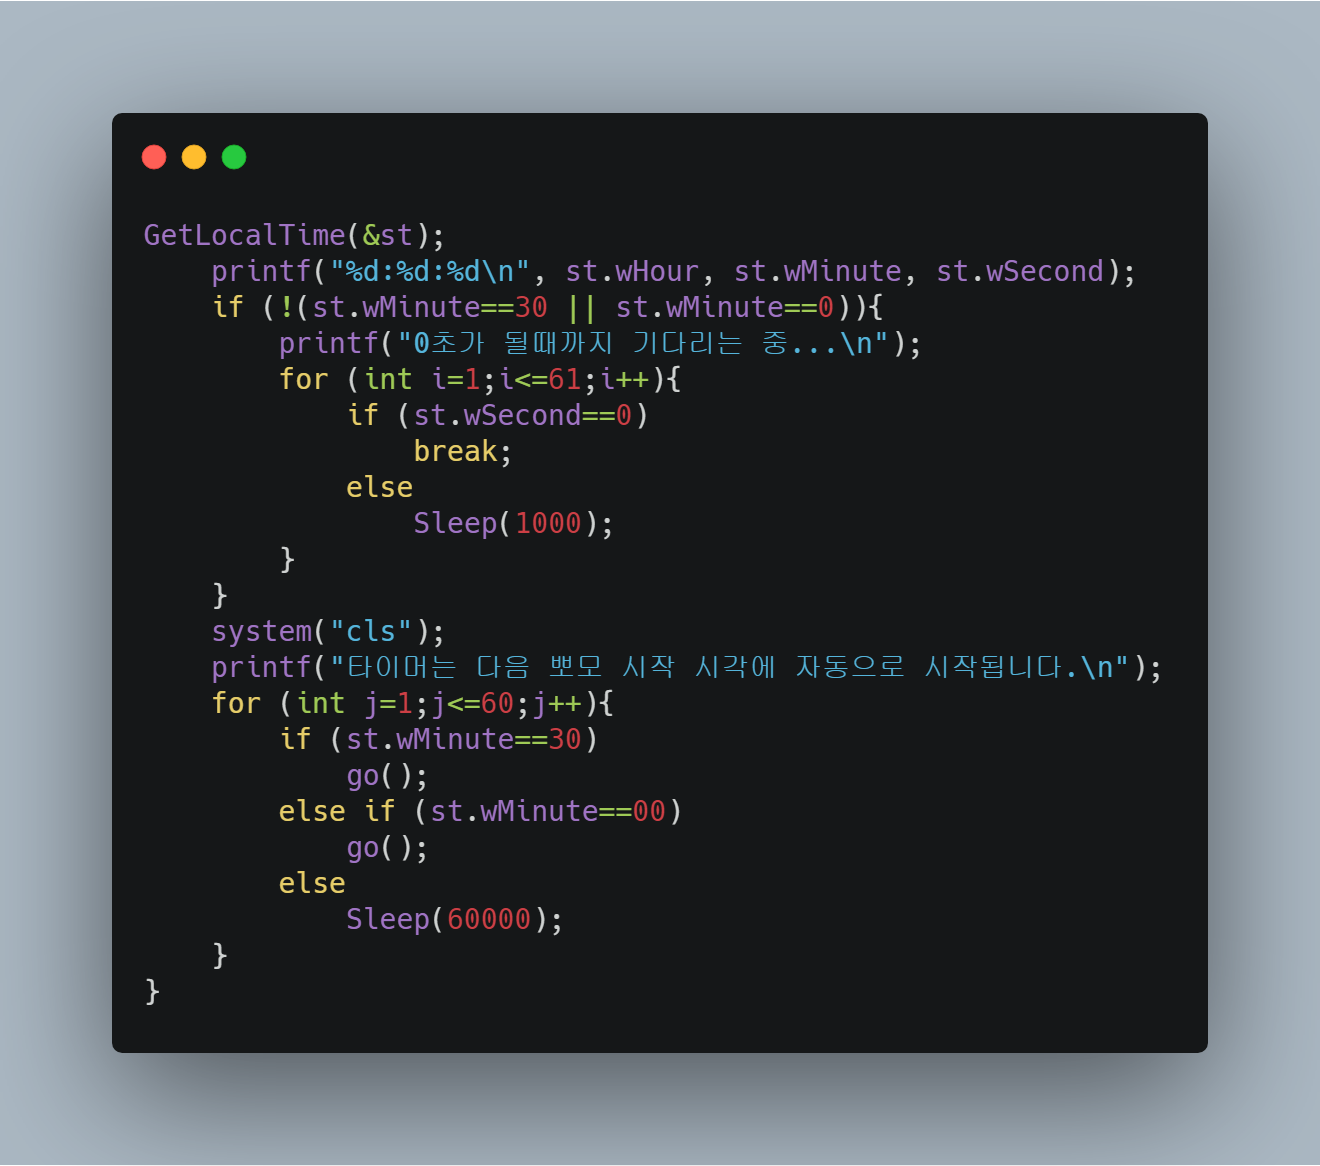 GetLocalTime(&st);
    printf("%d:%d:%d\n", st.wHour, st.wMinute, st.wSecond);
    if (!(st.wMinute==30 || st.wMinute==0)){
        printf("0초가 될때까지 기다리는 중...\n");
        for (int i=1;i<=61;i++){
            if (st.wSecond==0)
                break;
            else
                Sleep(1000);
        }
    }
    system("cls");
    printf("타이머는 다음 뽀모 시작 시각에 자동으로 시작됩니다.\n");
    for (int j=1;j<=60;j++){
        if (st.wMinute==30)
            go();
        else if (st.wMinute==00)
            go();
        else
            Sleep(60000);
    }
}